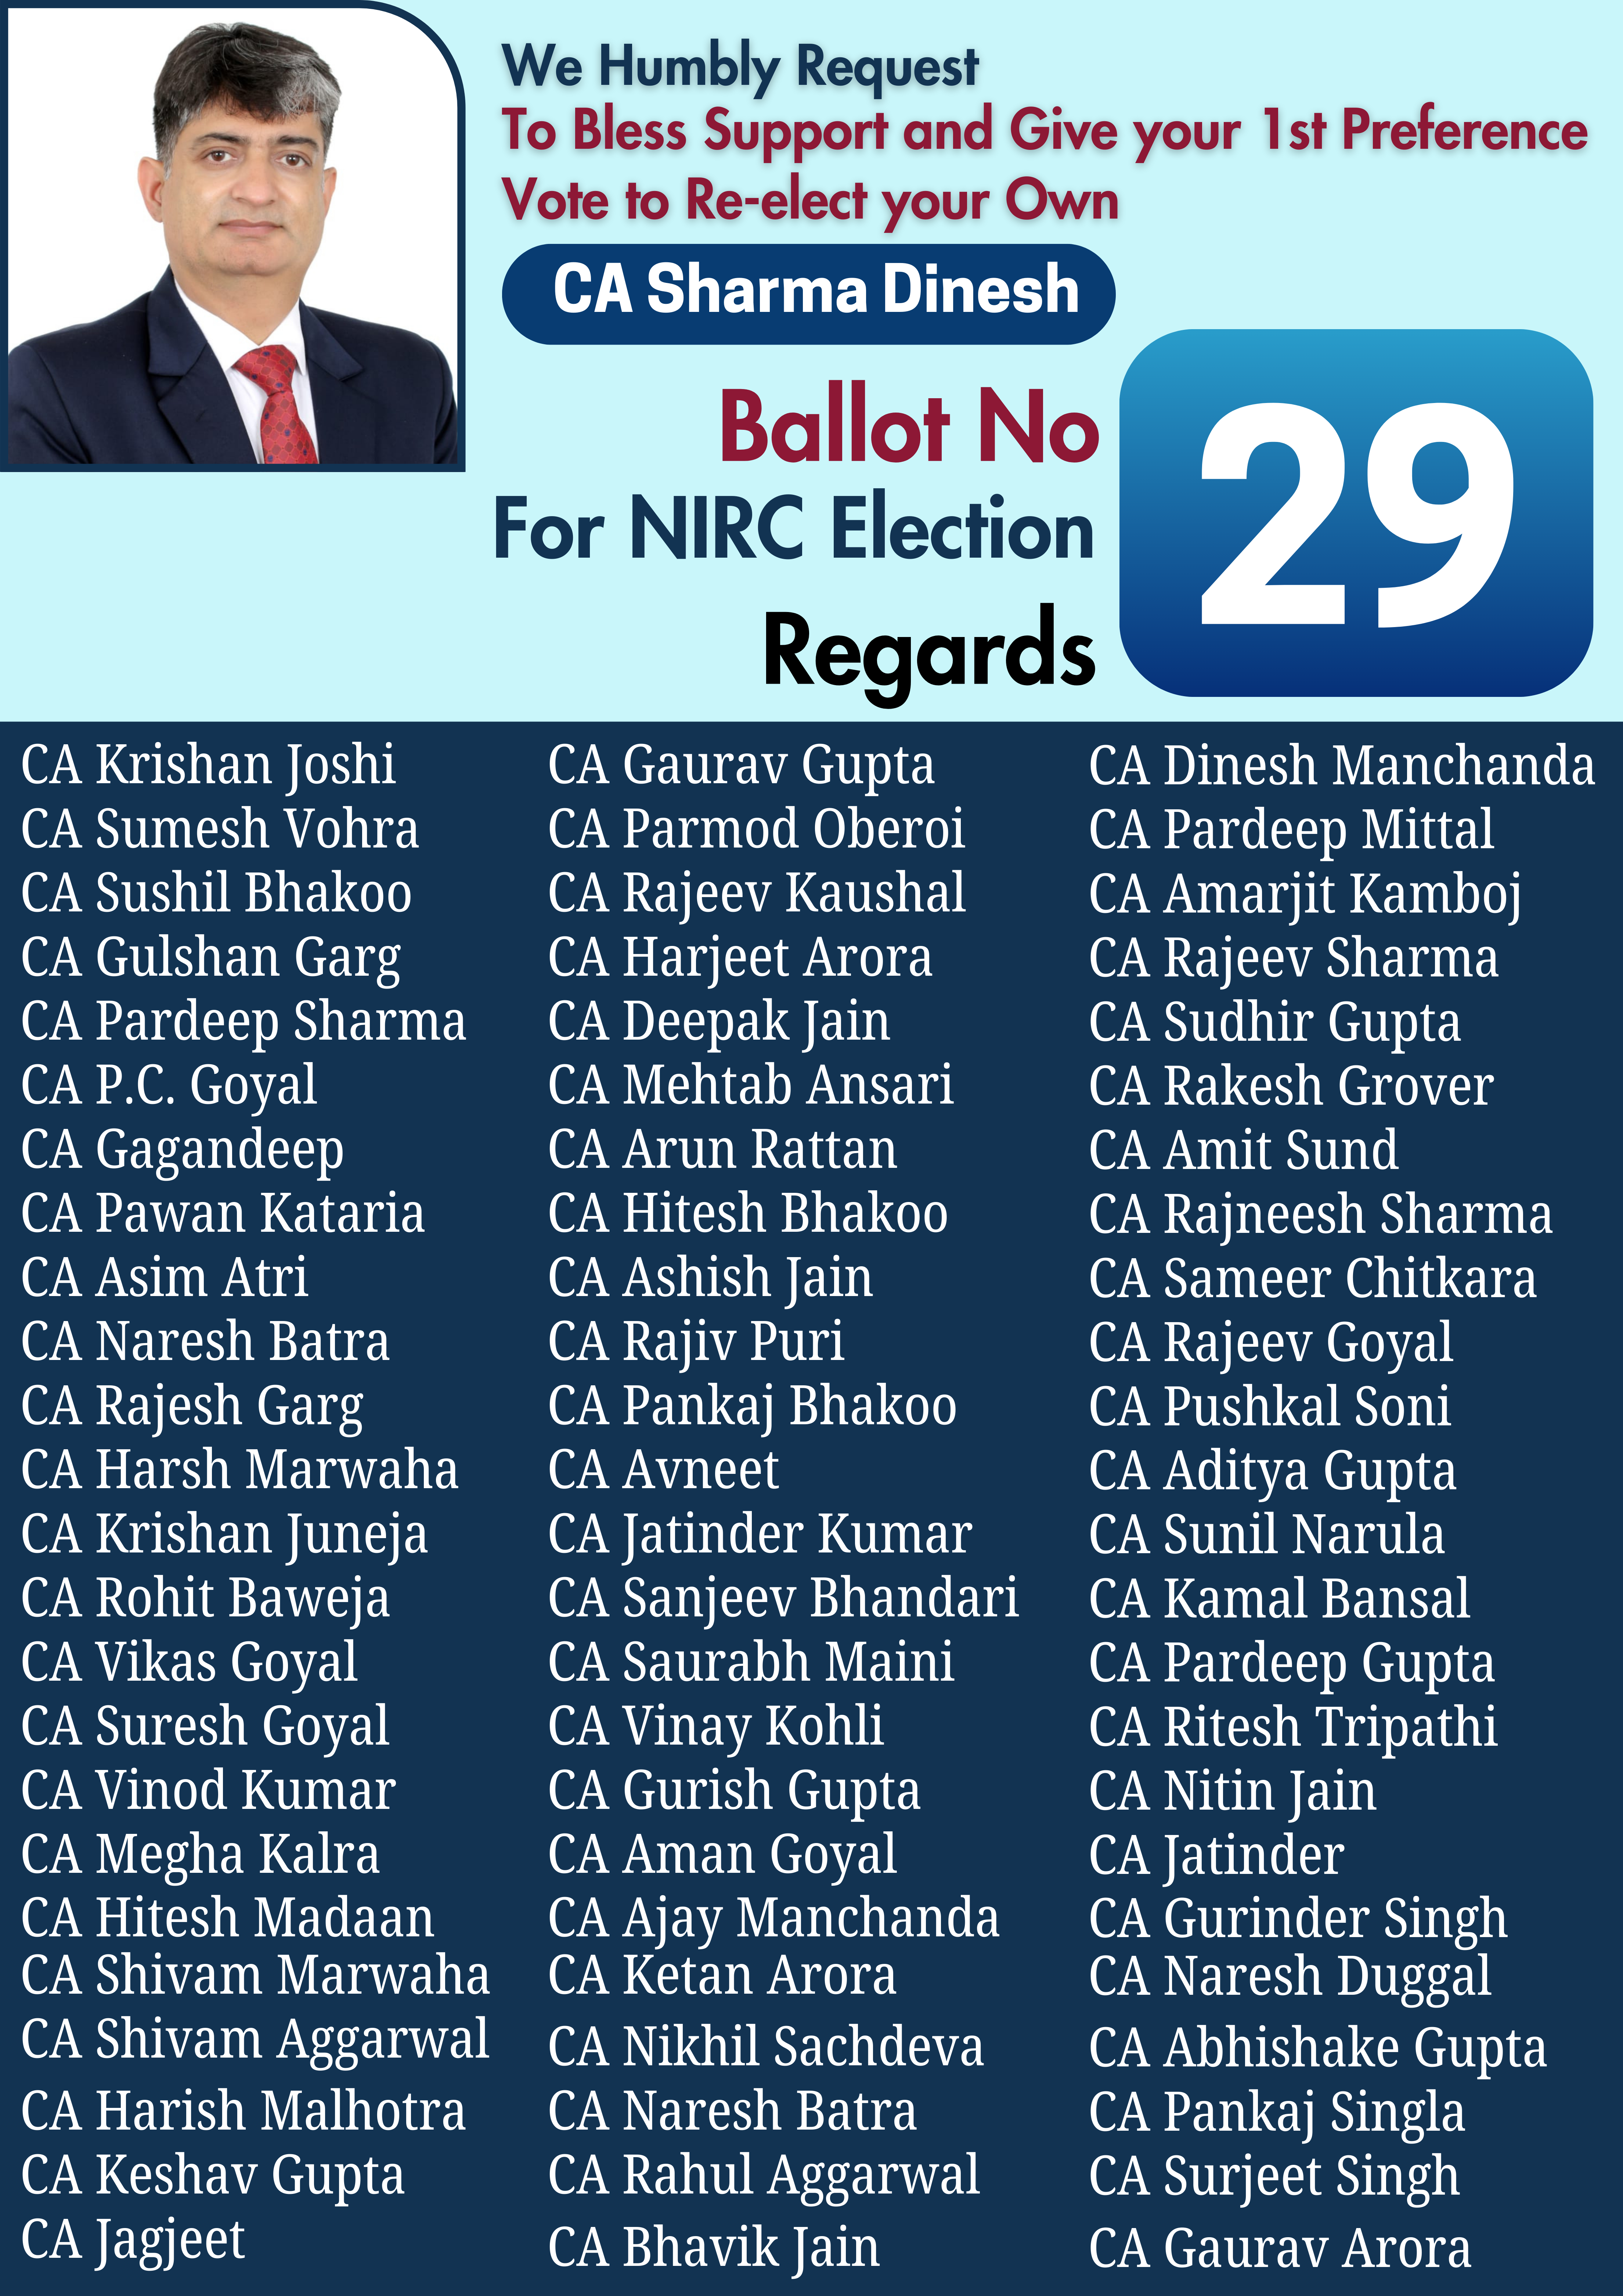 We Humbly Request
To Bless Support and Give your 1st Preference
Vote to Re-elect your Own
CA Sharma Dinesh
Ballot No
For NIRC Election
29
Regards
CA Krishan Joshi
CA Sumesh Vohra
CA Sushil Bhakoo
CA Gulshan Garg
CA Pardeep Sharma
CA P.C. Goyal
CA Gagandeep
CA Pawan Kataria
CA Asim Atri
CA Naresh Batra
CA Rajesh Garg
CA Harsh Marwaha
CA Krishan Juneja
CA Rohit Baweja
CA Vikas Goyal
CA Suresh Goyal
CA Vinod Kumar
CA Megha Kalra
CA Hitesh Madaan
CA Shivam Marwaha
CA Shivam Aggarwal
CA Harish Malhotra
CA Keshav Gupta
CA Jagjeet
CA Gaurav Gupta
CA Parmod Oberoi
CA Rajeev Kaushal
CA Harjeet Arora
CA Deepak Jain
CA Mehtab Ansari
CA Arun Rattan
CA Hitesh Bhakoo
CA Ashish Jain
CA Rajiv Puri
CA Pankaj Bhakoo
CA Avneet
CA Jatinder Kumar
CA Sanjeev Bhandari
CA Saurabh Maini
CA Vinay Kohli
CA Gurish Gupta
CA Aman Goyal
CA Ajay Manchanda
CA Ketan Arora
CA Nikhil Sachdeva
CA Naresh Batra
CA Rahul Aggarwal
CA Bhavik Jain
CA Dinesh Manchanda
CA Pardeep Mittal
CA Amarjit Kamboj
CA Rajeev Sharma
CA Sudhir Gupta
CA Rakesh Grover
CA Amit Sund
CA Rajneesh Sharma
CA Sameer Chitkara
CA Rajeev Goyal
CA Pushkal Soni
CA Aditya Gupta
CA Sunil Narula
CA Kamal Bansal
CA Pardeep Gupta
CA Ritesh Tripathi
CA Nitin Jain
CA Jatinder
CA Gurinder Singh
CA Naresh Duggal
CA Abhishake Gupta
CA Pankaj Singla
CA Surjeet Singh
CA Gaurav Arora